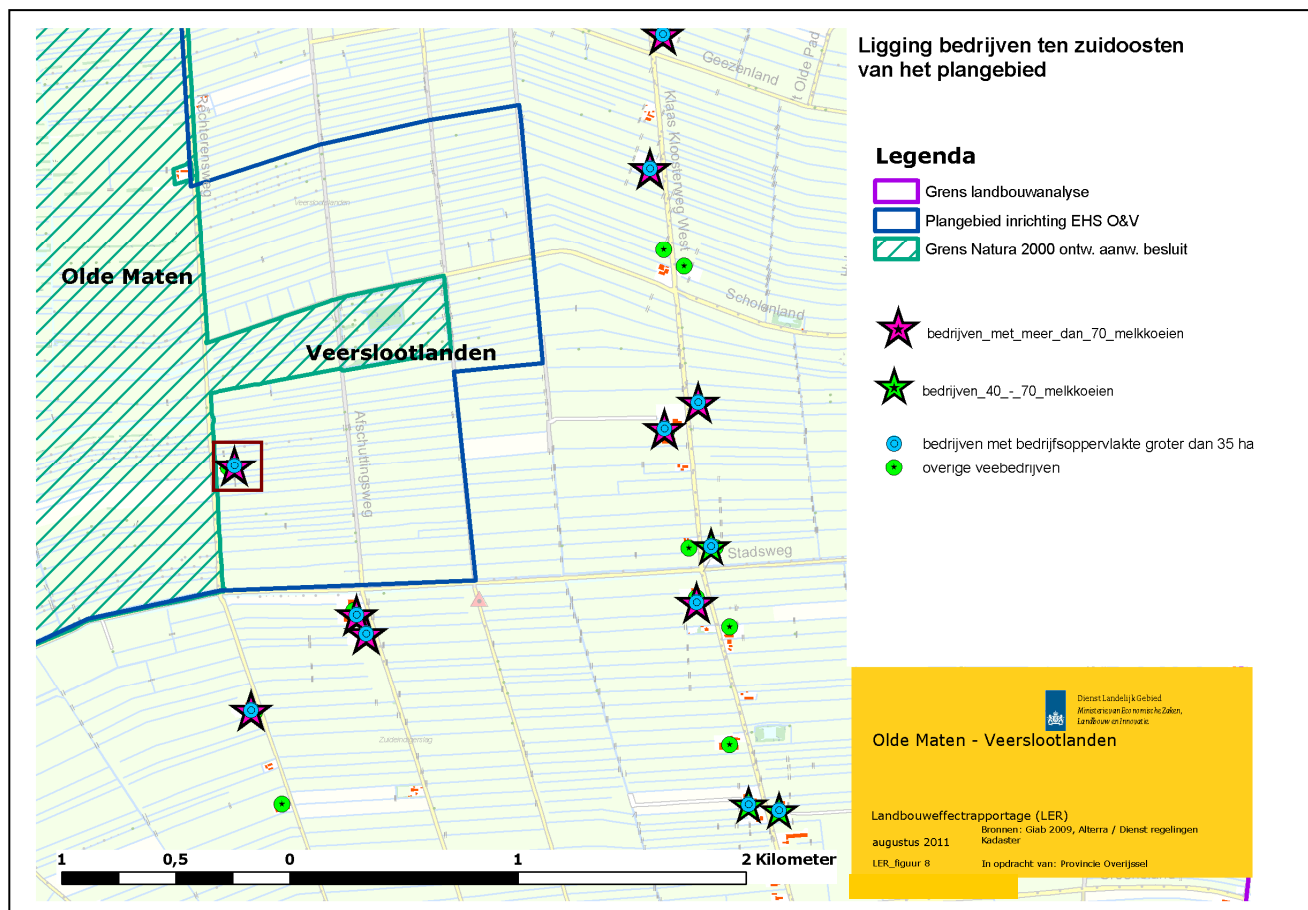 Ligging bedrijven ten zuidoosten
van het plangebied
Legenda
Grens landbouwanalyse
Plangebied inrichting EHS O&V
Grens Natura 2000 ontw. aanw. besluit
bedrijven_met_meer_dan_70_melkkoeien
bedrijven_40_-_70_melkkoeien
bedrijven met bedrijfsoppervlakte groter dan 35 ha
overige veebedrijven
Geezenland
't Olde Pad
Rechterensweg
Klaas Kloosterweg West
Veerslootlanden
Olde Maten
Scholenland
Veerslootlanden
Afschuttingsweg
Stadsweg
1 0,5 0 1 2 Kilometer
Dienst Landelijk Gebied
Ministerie van Economische Zaken,
Landbouw en Innovatie
Olde Maten - Veerslootlanden
Landbouweffectrapportage (LER)
augustus 2011
Bronnen: Giab 2009, Alterra / Dienst regelingen
Kadaster
LER_figuur 8
In opdracht van: Provincie Overijssel